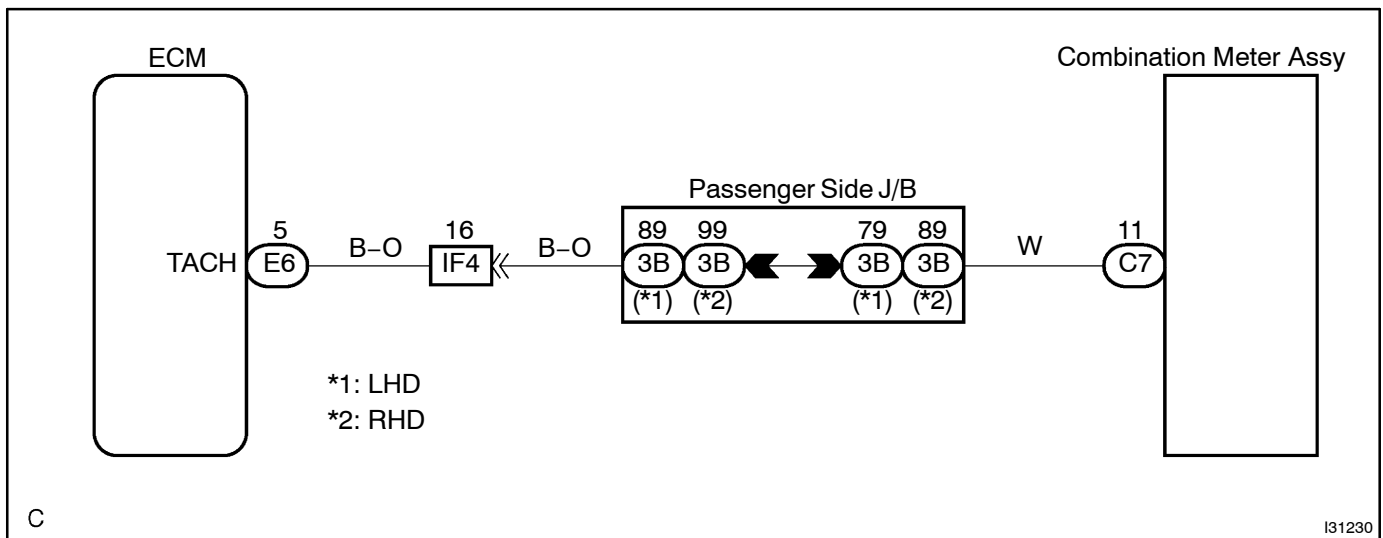 ECM
Combination Meter Assy
Passenger Side J/B
5 16 89 99 79 89 11
TACH E6 B–O IF4 B–O 3B 3B 3B 3B W C7
(*1) (*2) (*1) (*2)
*1: LHD
*2: RHD
C
I31230